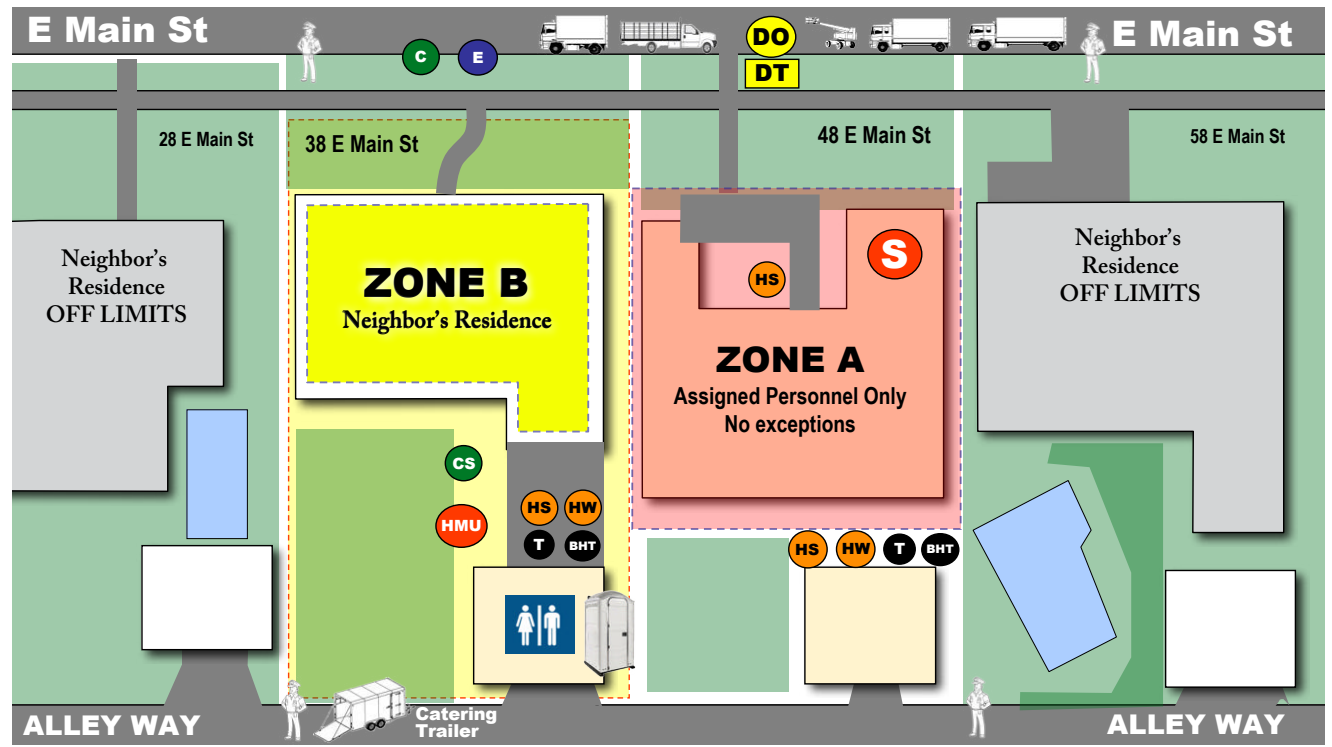 E Main St
DO
E Main St
C
E
DT
28 E Main St
38 E Main St
48 E Main St
58 E Main St
Neighbor's
Residence
OFF LIMITS
ZONE B
Neighbor's Residence
S
HS
Neighbor's
Residence
OFF LIMITS
ZONE A
Assigned Personnel Only
No exceptions
CS
HMU
HS
HW
T
BHT
HS
HW
T
BHT
ALLEY WAY
Catering
Trailer
ALLEY WAY